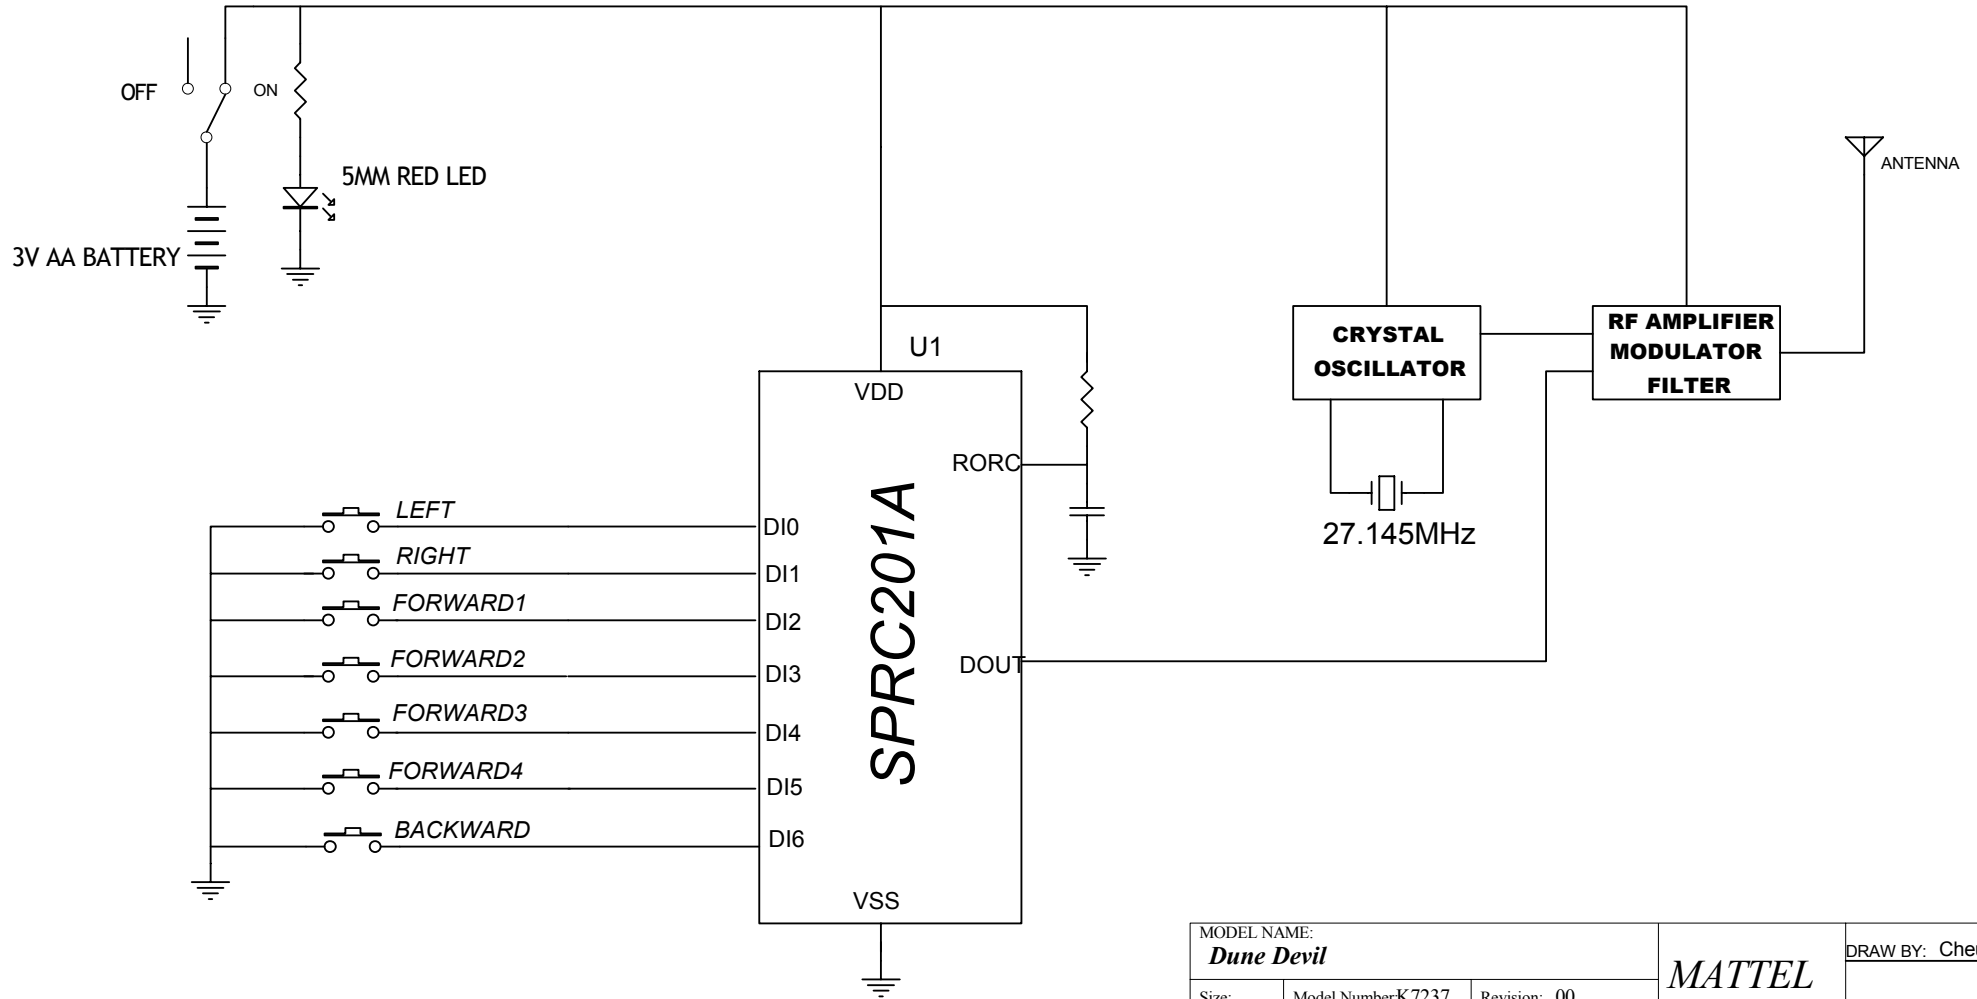 OFF
ON
5MM RED LED
3V AA BATTERY
ANTENNA
CRYSTAL
OSCILLATOR
RF AMPLIFIER
MODULATOR
FILTER
27.145MHz
U1
VDD
RORC
SPRC201A
DOUT
VSS
LEFT
DI0
RIGHT
DI1
FORWARD1
DI2
FORWARD2
DI3
FORWARD3
DI4
FORWARD4
DI5
BACKWARD
DI6
MODEL NAME:
Dune Devil
MATTEL
DRAW BY:
Size:
Model Number:K7237
Revision: 00